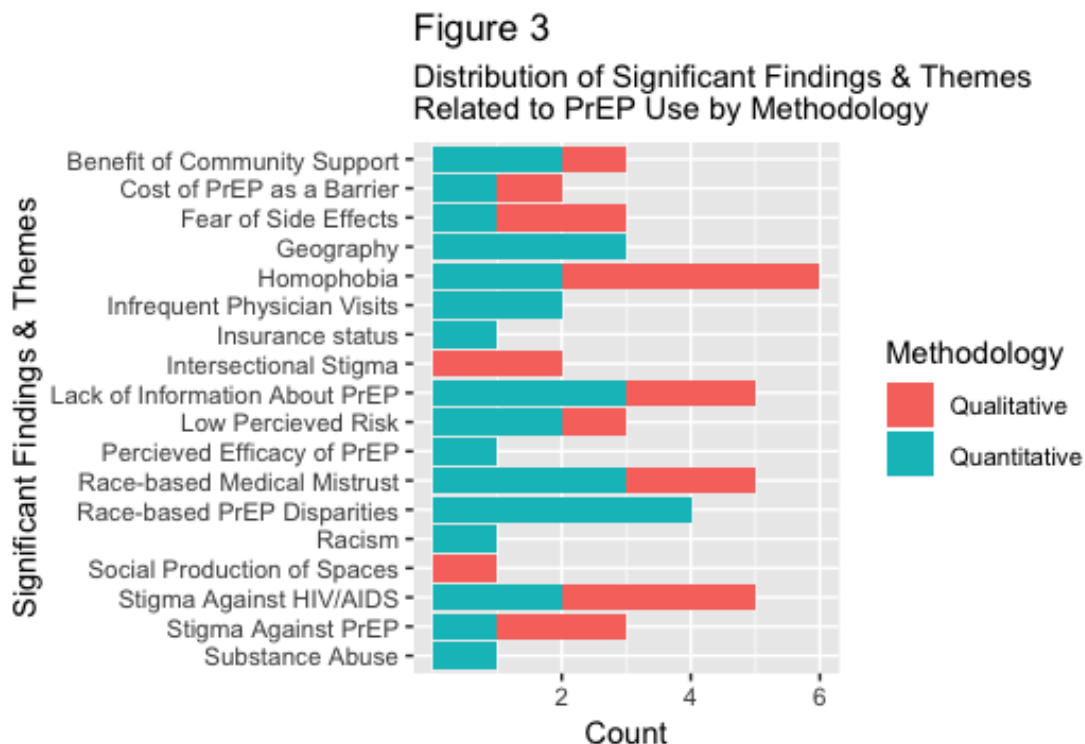 Figure 3
Distribution of Significant Findings & Themes
Related to PrEP Use by Methodology
Significant Findings & Themes
Benefit of Community Support
Cost of PrEP as a Barrier
Fear of Side Effects
Geography
Homophobia
Infrequent Physician Visits
Insurance status
Intersectional Stigma
Lack of Information About PrEP
Low Percieved Risk
Percieved Efficacy of PrEP
Race-based Medical Mistrust
Race-based PrEP Disparities
Racism
Social Production of Spaces
Stigma Against HIV/AIDS
Stigma Against PrEP
Substance Abuse
2 4 6
Count
Methodology
Qualitative
Quantitative